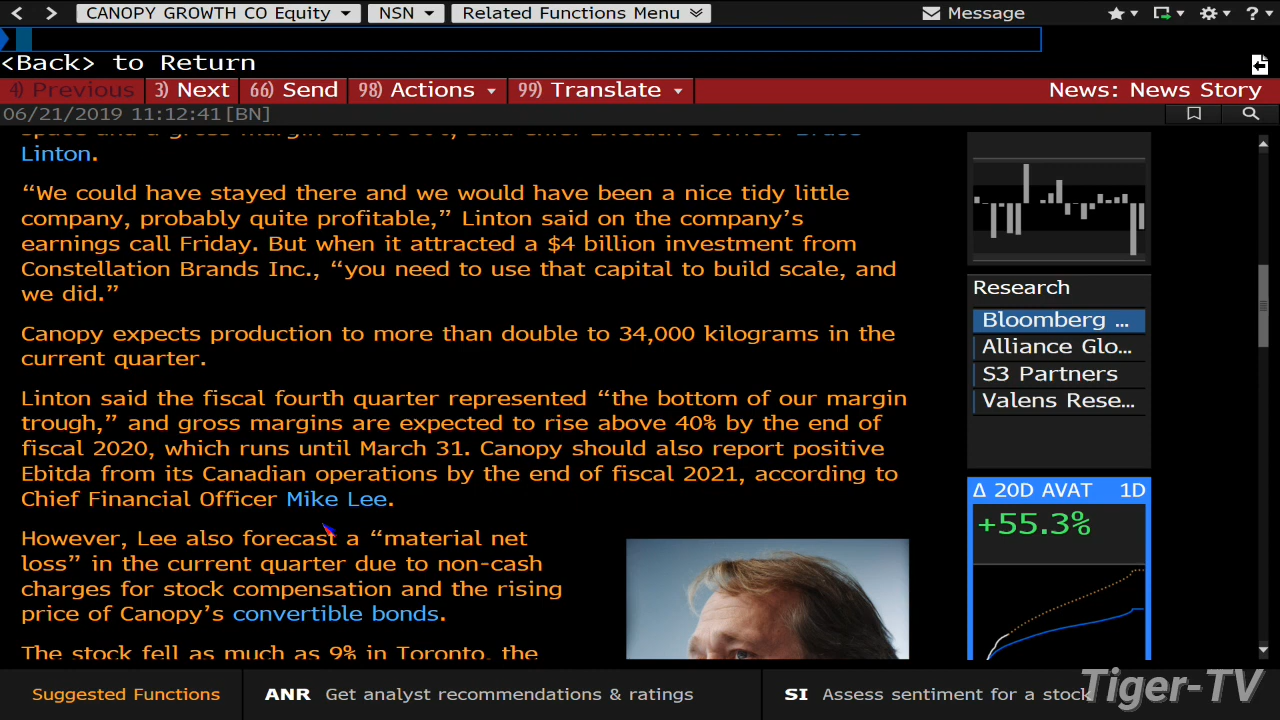 CANOPY GROWTH CO Equity NSN Related Functions Menu Message ?
<Back> to Return
4) Previous 3) Next 66) Send 98) Actions 99) Translate News: News Story
06/21/2019 11:12:41 [BN]
Linton.
“We could have stayed there and we would have been a nice tidy little
company, probably quite profitable,” Linton said on the company’s
earnings call Friday. But when it attracted a $4 billion investment from
Constellation Brands Inc., “you need to use that capital to build scale, and
we did.”
Canopy expects production to more than double to 34,000 kilograms in the
current quarter.
Linton said the fiscal fourth quarter represented “the bottom of our margin
trough,” and gross margins are expected to rise above 40% by the end of
fiscal 2020, which runs until March 31. Canopy should also report positive
Ebitda from its Canadian operations by the end of fiscal 2021, according to
Chief Financial Officer Mike Lee.
However, Lee also forecast a “material net
loss” in the current quarter due to non-cash
charges for stock compensation and the rising
price of Canopy’s convertible bonds.
The stock fell as much as 9% in Toronto, the
Research
Bloomberg ...
Alliance Glo...
S3 Partners
Valens Rese...
Δ 20D AVAT 1D
+55.3%
Suggested Functions ANR Get analyst recommendations & ratings SI Assess sentiment for a stock
Tiger-TV